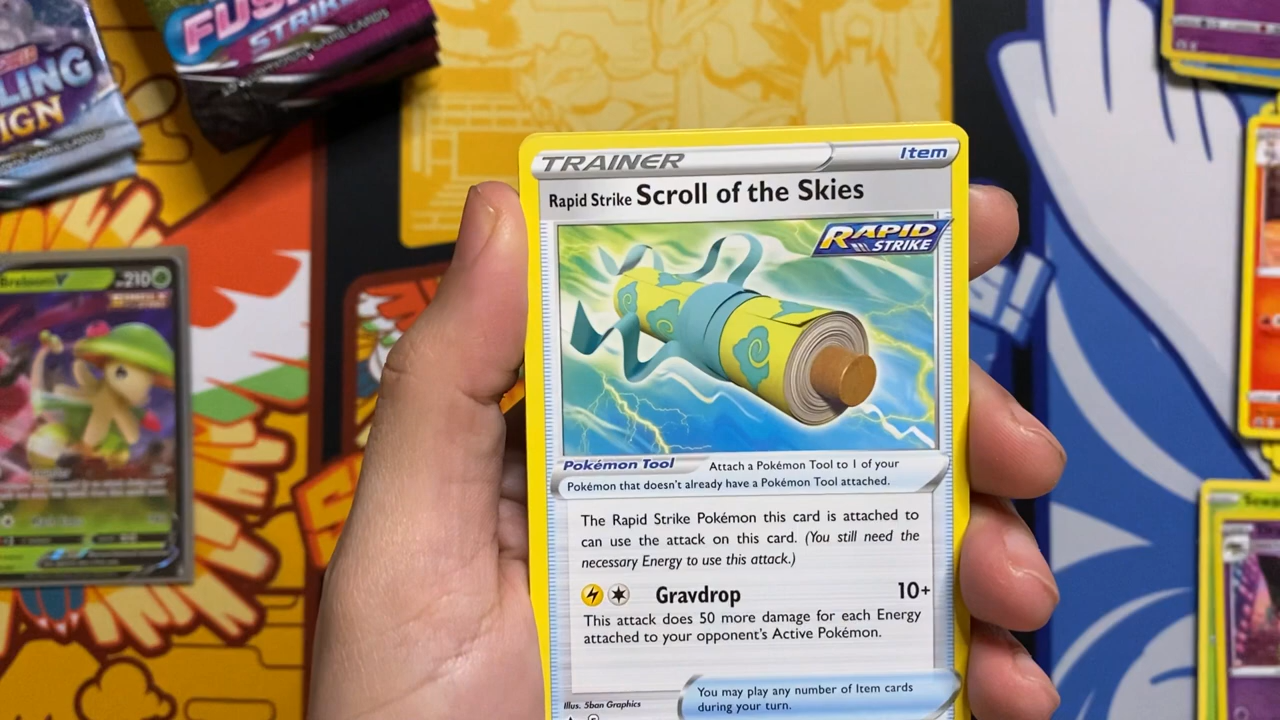 FUS
STRIKE
LING
IGN
Breloom V
210
TRAINER
Item
Rapid Strike Scroll of the Skies
RAPID
STRIKE
Pokémon Tool
Attach a Pokémon Tool to 1 of your
Pokémon that doesn't already have a Pokémon Tool attached.
The Rapid Strike Pokémon this card is attached to
can use the attack on this card. (You still need the
necessary Energy to use this attack.)
Gravdrop 10+
This attack does 50 more damage for each Energy
attached to your opponent's Active Pokémon.
You may play any number of Item cards
during your turn.
Illus. 5ban Graphics